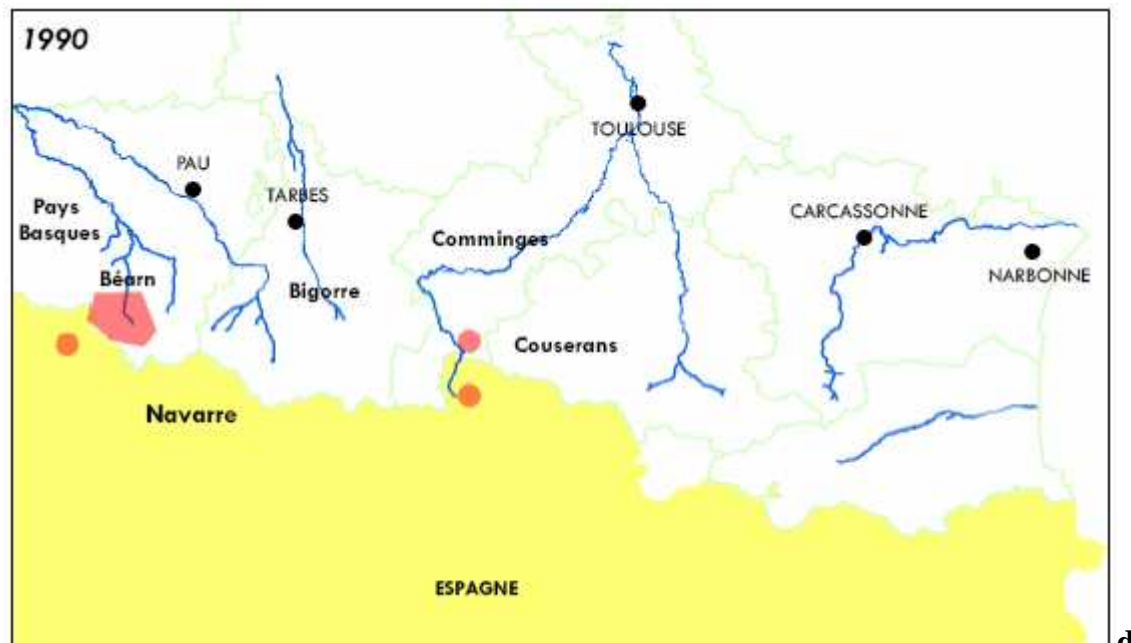 1990
TOULOUSE
PAU
TARBES
Pays
Basques
CARCASSONNE
Comminges
NARBONNE
Béarn
Bigorre
Couserans
Navarre
ESPAGNE
d